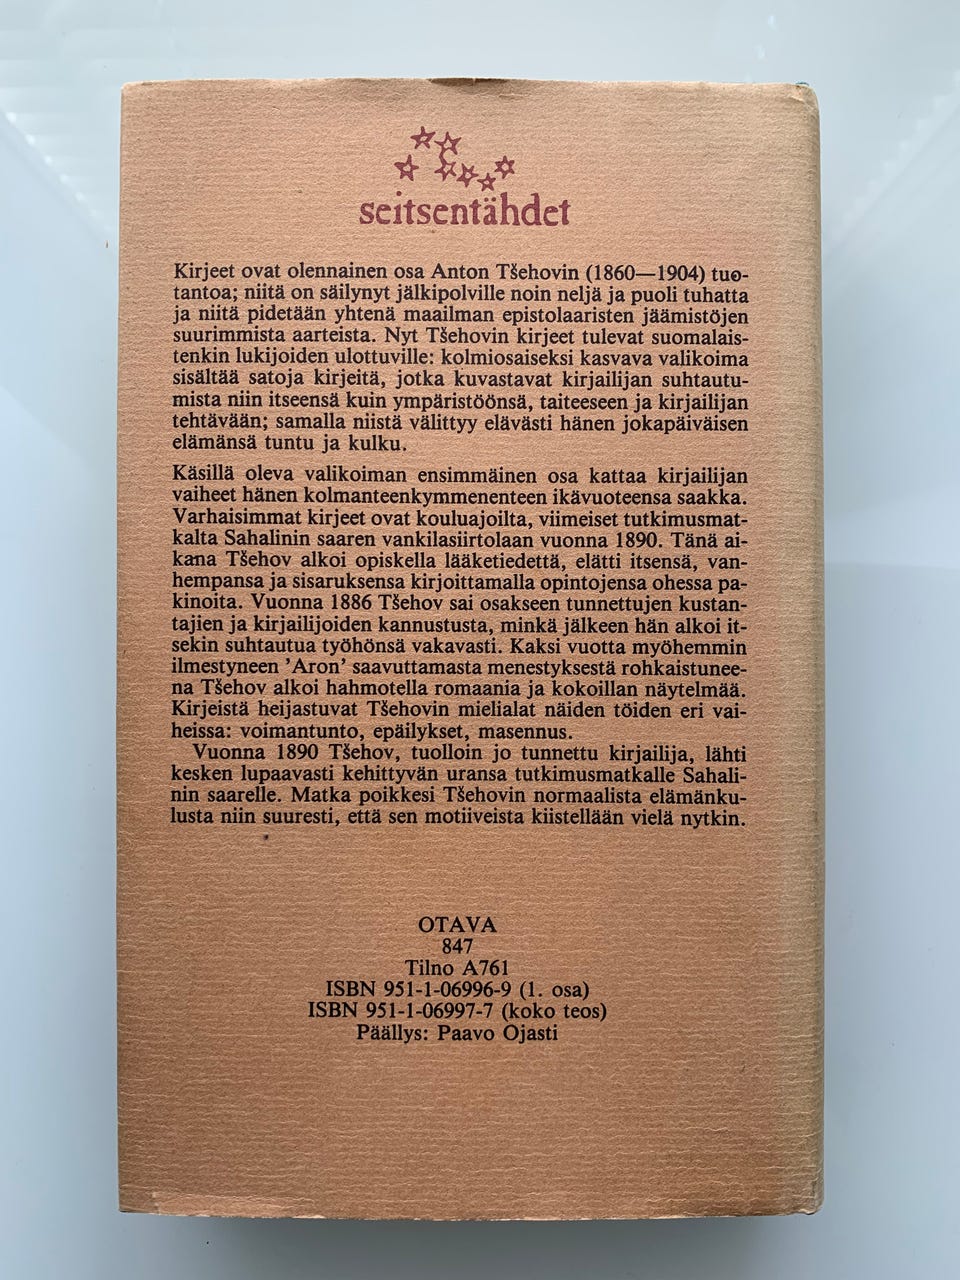 seitsentähdet
Kirjeet ovat olennainen osa Anton Tšehovin (1860—1904) tuo-
tantoa; niitä on säilynyt jälkipolville noin neljä ja puoli tuhatta
ja niitä pidetään yhtenä maailman epistolaaristen jäämistöjen
suurimmista aarteista. Nyt Tšehovin kirjeet tulevat suomalais-
tenkin lukijoiden ulottuville: kolmiosaiseksi kasvava valikoima
sisältää satoja kirjeitä, jotka kuvastavat kirjailijan suhtautu-
mista niin itseensä kuin ympäristöönsä, taiteeseen ja kirjailijan
tehtävään; samalla niistä välittyy elävästi hänen jokapäiväisen
elämänsä tuntu ja kulku.
Käsillä oleva valikoiman ensimmäinen osa kattaa kirjailijan
vaiheet hänen kolmanteenkymmenenteen ikävuoteensa saakka.
Varhaisimmat kirjeet ovat kouluajoilta, viimeiset tutkimusmat-
kalta Sahalinin saaren vankilasiirtolaan vuonna 1890. Tänä ai-
kana Tšehov alkoi opiskella lääketiedettä, elätti itsensä, van-
hempansa ja sisaruksensa kirjoittamalla opintojensa ohessa pa-
kinoita. Vuonna 1886 Tšehov sai osakseen tunnettujen kustan-
tajien ja kirjailijoiden kannustusta, minkä jälkeen hän alkoi it-
sekin suhtautua työhönsä vakavasti. Kaksi vuotta myöhemmin
ilmestyneen 'Aron' saavuttamasta menestyksestä rohkaistunee-
na Tšehov alkoi hahmotella romaania ja kokoillan näytelmää.
Kirjeistä heijastuvat Tšehovin mielialat näiden töiden eri vai-
heissa: voimantunto, epäilykset, masennus.
Vuonna 1890 Tšehov, tuolloin jo tunnettu kirjailija, lähti
kesken lupaavasti kehittyvän uransa tutkimusmatkalle Sahali-
nin saarelle. Matka poikkesi Tšehovin normaalista elämänku-
lusta niin suuresti, että sen motiiveista kiistellään vielä nytkin.
OTAVA
847
Tilno A761
ISBN 951-1-06996-9 (1. osa)
ISBN 951-1-06997-7 (koko teos)
Päällys: Paavo Ojasti